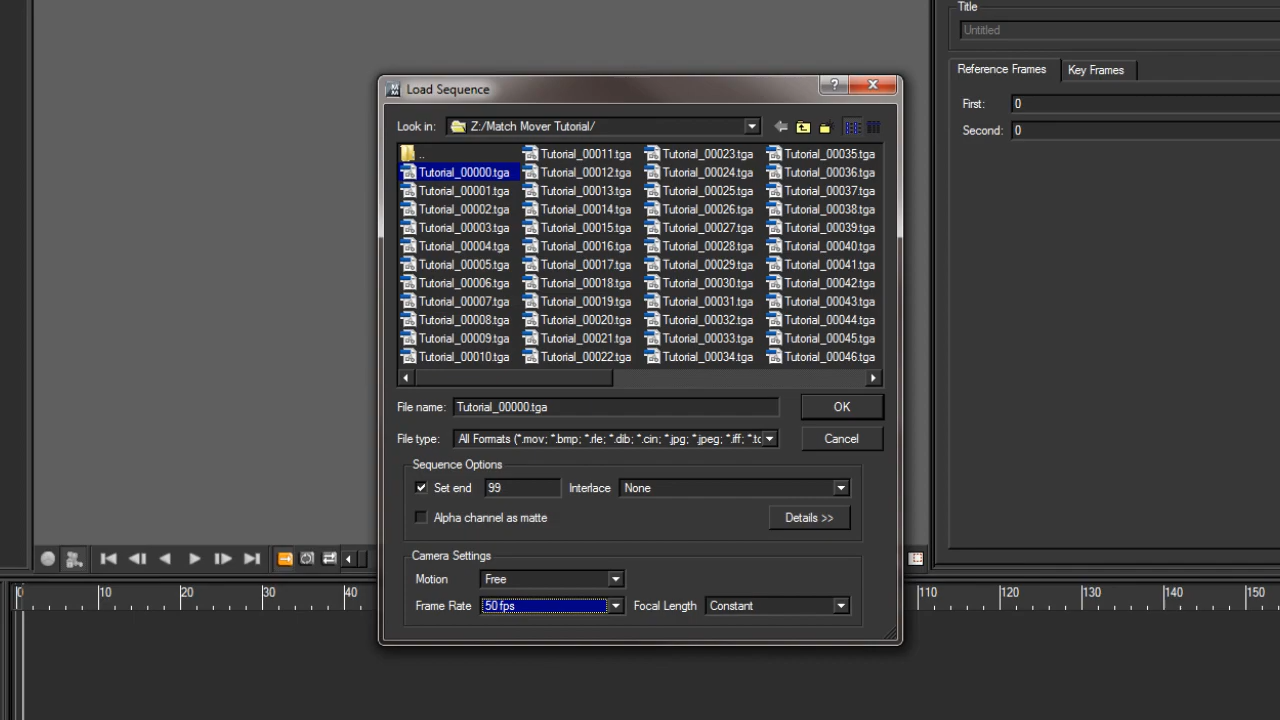 Title
Untitled
Load Sequence
Reference Frames
Key Frames
First: 0
Look in: Z:/Match Mover Tutorial/
Second: 0
.. Tutorial_00011.tga Tutorial_00023.tga Tutorial_00035.tga
Tutorial_00000.tga Tutorial_00012.tga Tutorial_00024.tga Tutorial_00036.tga
Tutorial_00001.tga Tutorial_00013.tga Tutorial_00025.tga Tutorial_00037.tga
Tutorial_00002.tga Tutorial_00014.tga Tutorial_00026.tga Tutorial_00038.tga
Tutorial_00003.tga Tutorial_00015.tga Tutorial_00027.tga Tutorial_00039.tga
Tutorial_00004.tga Tutorial_00016.tga Tutorial_00028.tga Tutorial_00040.tga
Tutorial_00005.tga Tutorial_00017.tga Tutorial_00029.tga Tutorial_00041.tga
Tutorial_00006.tga Tutorial_00018.tga Tutorial_00030.tga Tutorial_00042.tga
Tutorial_00007.tga Tutorial_00019.tga Tutorial_00031.tga Tutorial_00043.tga
Tutorial_00008.tga Tutorial_00020.tga Tutorial_00032.tga Tutorial_00044.tga
Tutorial_00009.tga Tutorial_00021.tga Tutorial_00033.tga Tutorial_00045.tga
Tutorial_00010.tga Tutorial_00022.tga Tutorial_00034.tga Tutorial_00046.tga
File name: Tutorial_00000.tga OK
File type: All Formats (*.mov; *.bmp; *.rle; *.dib; *.cin; *.jpg; *.jpeg; *.iff; *.tc Cancel
Sequence Options
Set end 99 Interlace None
Alpha channel as matte Details >>
Camera Settings
Motion Free
Frame Rate 50 fps Focal Length Constant
0 10 20 30 40 110 120 130 140 150